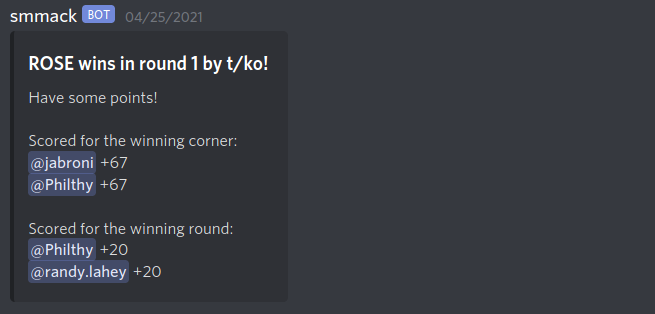 smmack BOT 04/25/2021
ROSE wins in round 1 by t/ko!
Have some points!
Scored for the winning corner:
@jabroni +67
@Philthy +67
Scored for the winning round:
@Philthy +20
@randy.lahey +20